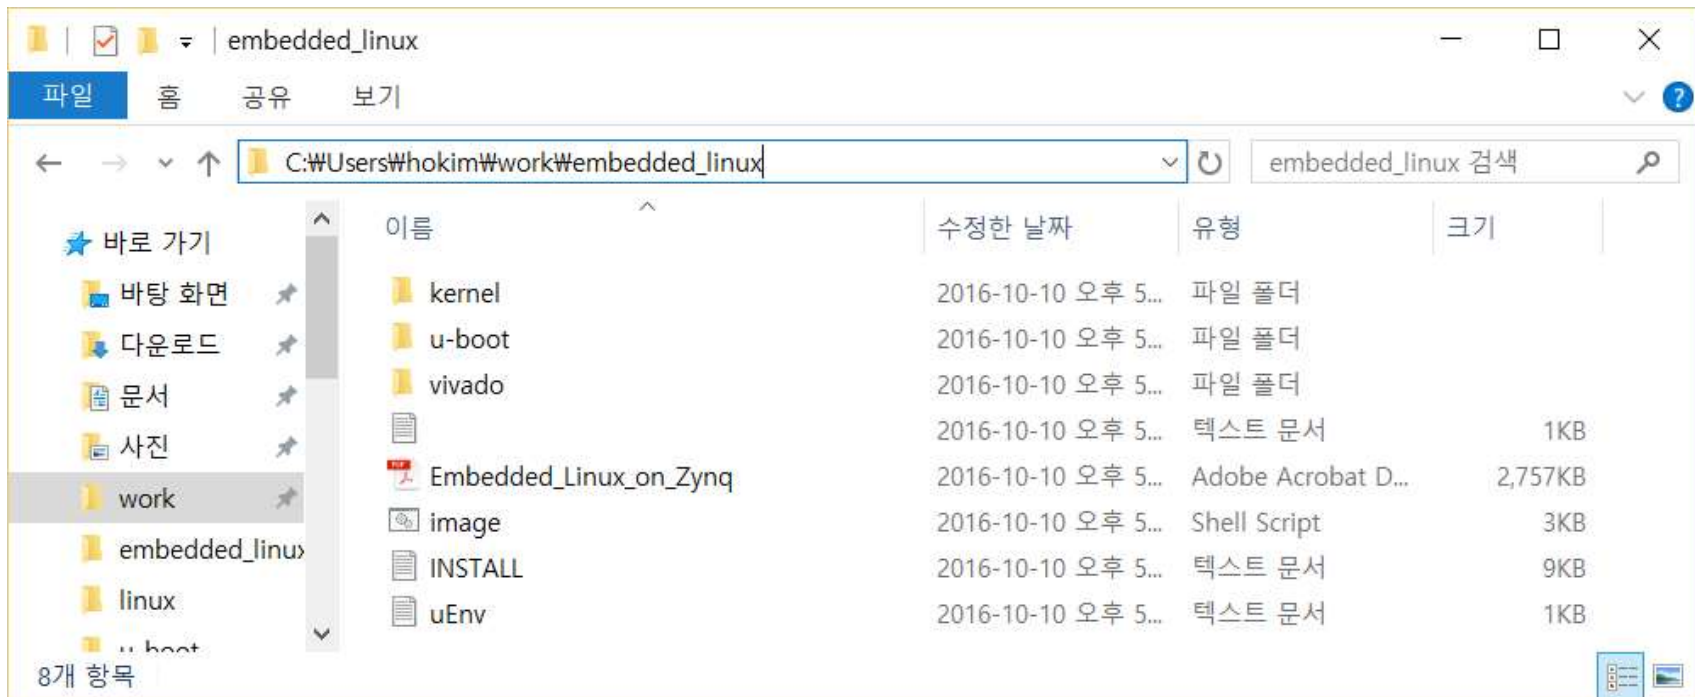 embedded_linux
파일 홈 공유 보기
C:₩Users₩hokim₩work₩embedded_linux embedded_linux 검색
바로 가기
바탕 화면
다운로드
문서
사진
work
embedded_linux
linux
u-boot
이름 수정한 날짜 유형 크기
kernel 2016-10-10 오후 5... 파일 폴더
u-boot 2016-10-10 오후 5... 파일 폴더
vivado 2016-10-10 오후 5... 파일 폴더
2016-10-10 오후 5... 텍스트 문서 1KB
Embedded_Linux_on_Zynq 2016-10-10 오후 5... Adobe Acrobat D... 2,757KB
image 2016-10-10 오후 5... Shell Script 3KB
INSTALL 2016-10-10 오후 5... 텍스트 문서 9KB
uEnv 2016-10-10 오후 5... 텍스트 문서 1KB
8개 항목